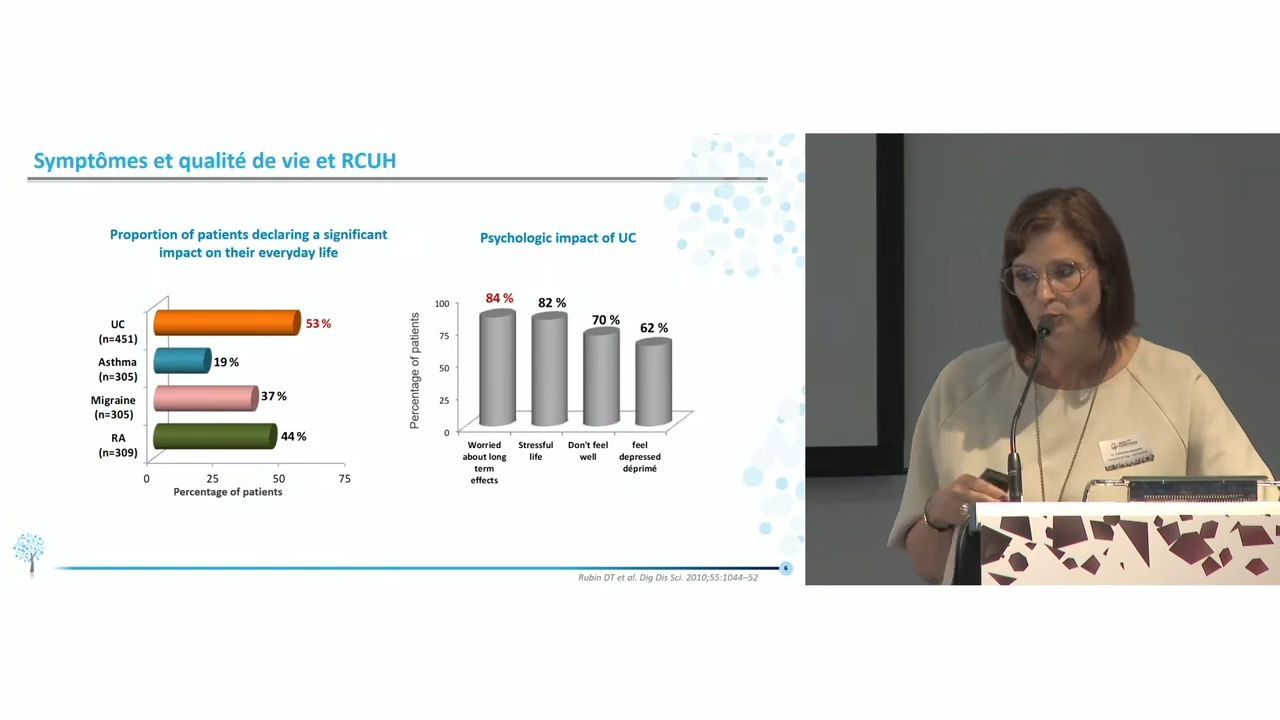 Symptômes et qualité de vie et RCUH
Proportion of patients declaring a significant
impact on their everyday life
UC
(n=451)
53 %
Asthma
(n=305)
19 %
Migraine
(n=305)
37 %
RA
(n=309)
44 %
0
25
50
75
Percentage of patients
Psychologic impact of UC
Percentage of patients
100
75
50
25
0
84 %
82 %
70 %
62 %
Worried
about long
term
effects
Stressful
life
Don't feel
well
feel
depressed
déprimé
6
Rubin DT et al. Dig Dis Sci. 2010;55:1044–52